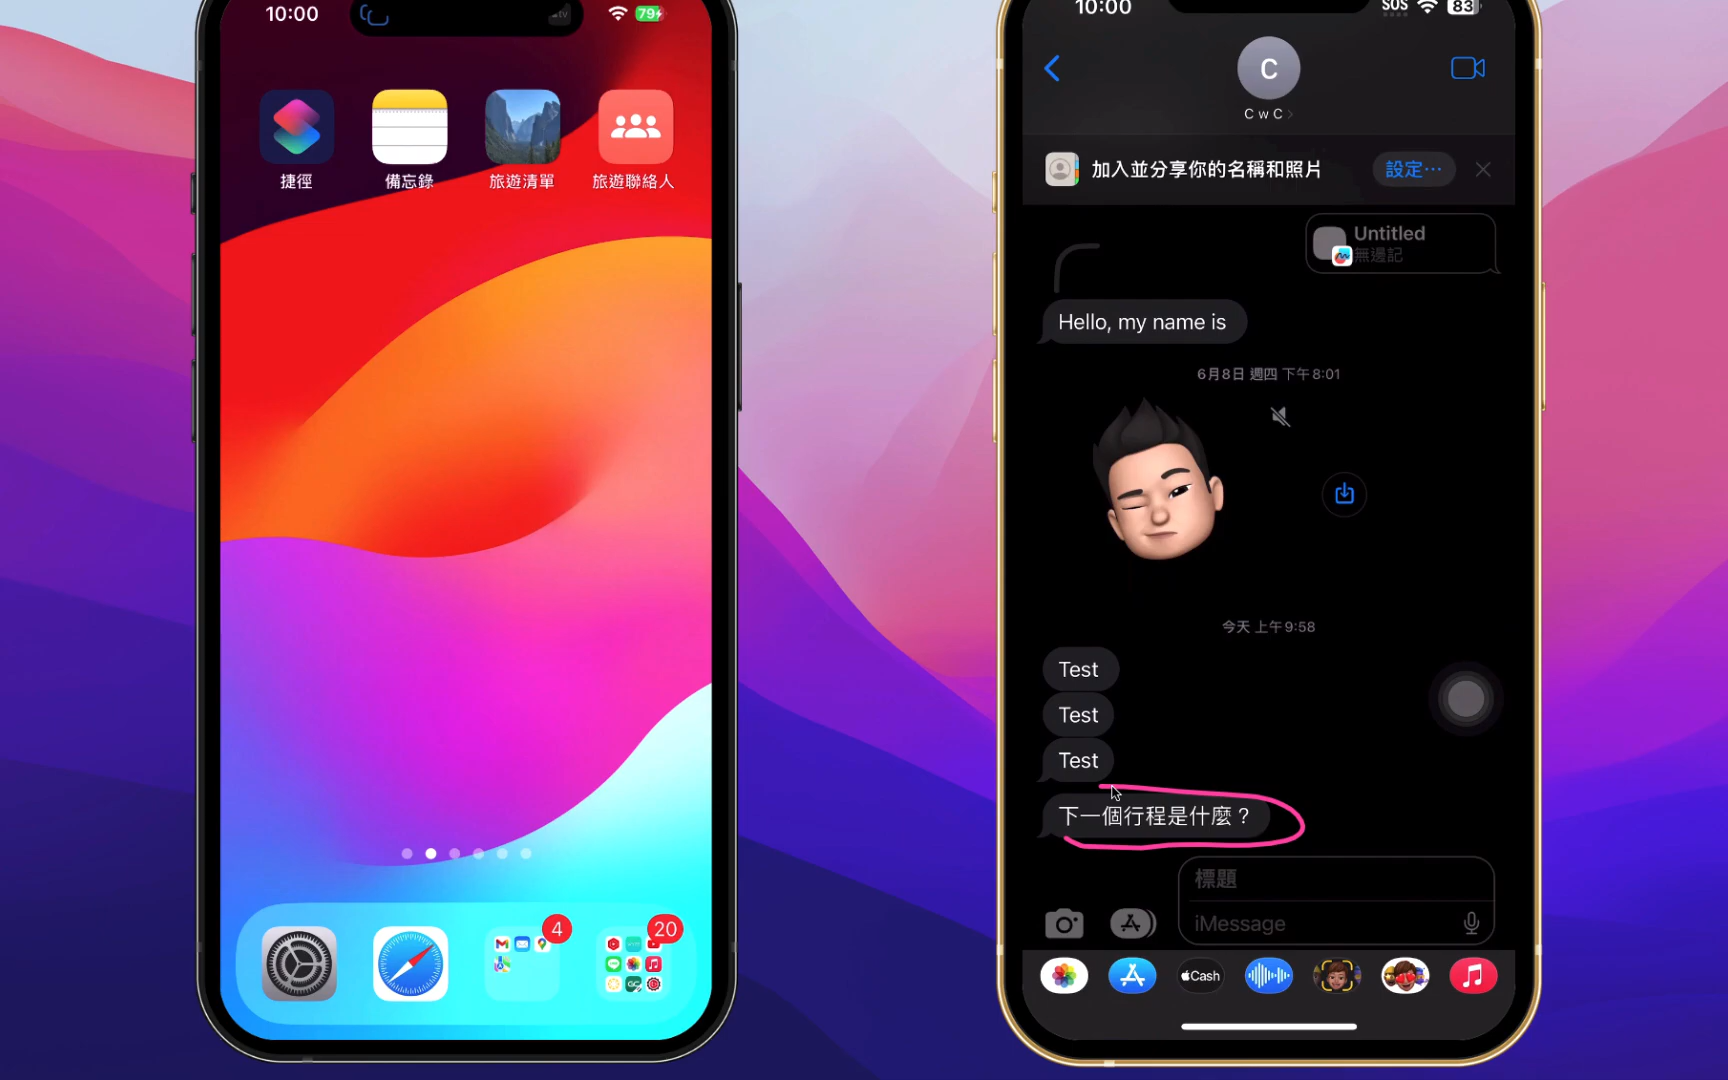 10:00
79
捷徑
備忘錄
旅遊清單
旅遊聯絡人
4
20
10:00
SOS
83
C
C w C
加入並分享你的名稱和照片
設定…
Untitled
無邊記
Hello, my name is
6月8日 週四 下午8:01
今天 上午9:58
Test
Test
Test
下一個行程是什麼？
標題
iMessage
Cash